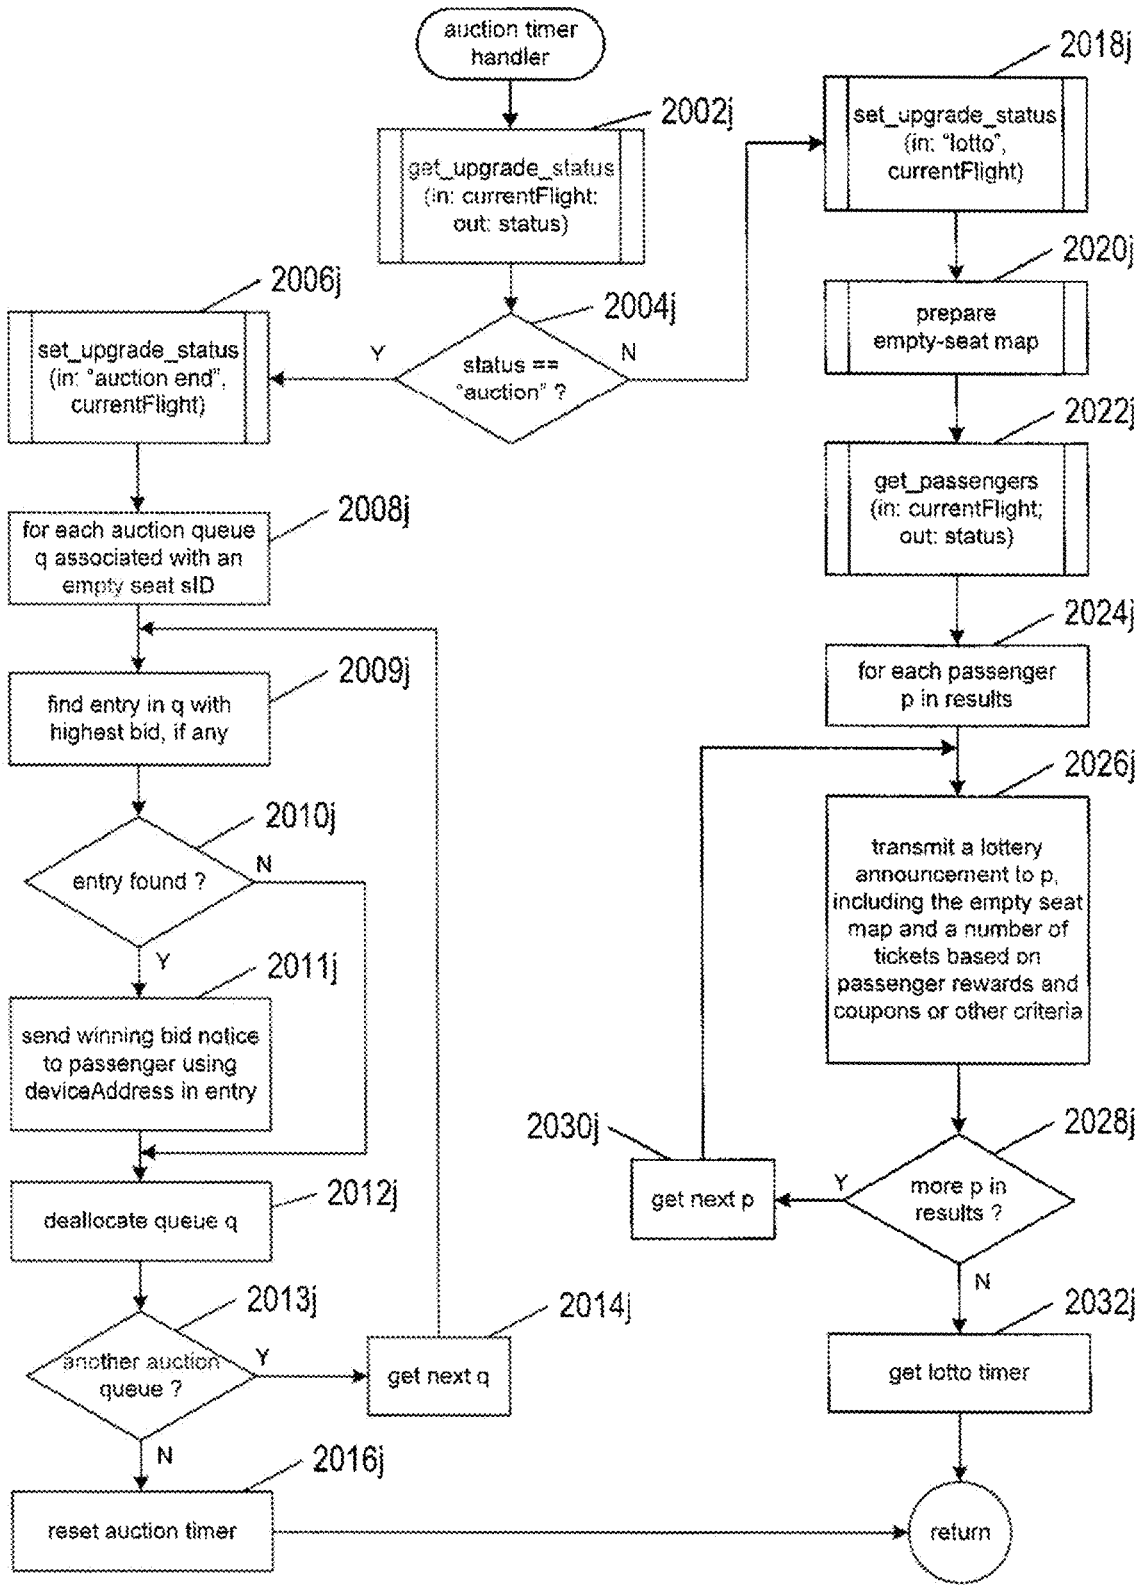 auction timer
handler
2002j
get_upgrade_status
(in: currentFlight;
out: status)
2004j
status ==
"auction" ?
Y
N
2006j
set_upgrade_status
(in: "auction end",
currentFlight)
2008j
for each auction queue
q associated with an
empty seat sID
2009j
find entry in q with
highest bid, if any
2010j
entry found ?
N
Y
2011j
send winning bid notice
to passenger using
deviceAddress in entry
2012j
deallocate queue q
2013j
another auction
queue ?
Y
N
2014j
get next q
2016j
reset auction timer
2018j
set_upgrade_status
(in: "lotto",
currentFlight)
2020j
prepare
empty-seat map
2022j
get_passengers
(in: currentFlight;
out: status)
2024j
for each passenger
p in results
2026j
transmit a lottery
announcement to p,
including the empty seat
map and a number of
tickets based on
passenger rewards and
coupons or other criteria
2028j
more p in
results ?
Y
N
2030j
get next p
2032j
get lotto timer
return